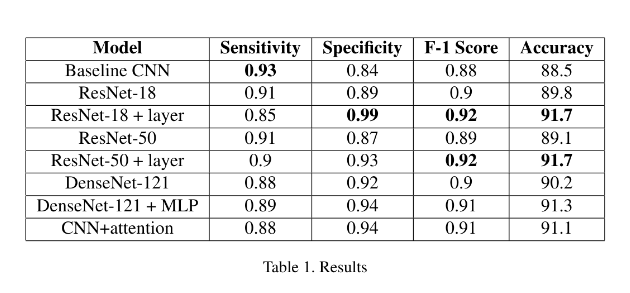 Model Sensitivity Specificity F-1 Score Accuracy
Baseline CNN 0.93 0.84 0.88 88.5
ResNet-18 0.91 0.89 0.9 89.8
ResNet-18 + layer 0.85 0.99 0.92 91.7
ResNet-50 0.91 0.87 0.89 89.1
ResNet-50 + layer 0.9 0.93 0.92 91.7
DenseNet-121 0.88 0.92 0.9 90.2
DenseNet-121 + MLP 0.89 0.94 0.91 91.3
CNN+attention 0.88 0.94 0.91 91.1
Table 1. Results